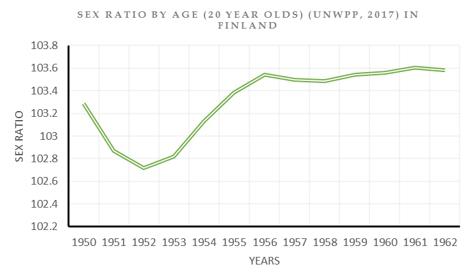 SEX RATIO BY AGE (20 YEAR OLDS) (UNWPP, 2017) IN
FINLAND
103.8
103.6
103.4
103.2
103
102.8
102.6
102.4
102.2
SEX RATIO
1950 1951 1952 1953 1954 1955 1956 1957 1958 1959 1960 1961 1962
YEARS